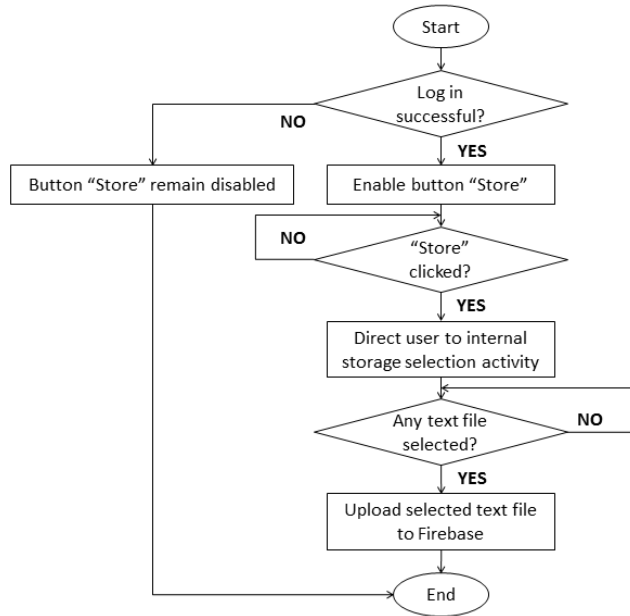 Start
Log in
successful?
NO
YES
Button “Store” remain disabled
Enable button “Store”
NO
“Store”
clicked?
YES
Direct user to internal
storage selection activity
Any text file
selected?
NO
YES
Upload selected text file
to Firebase
End